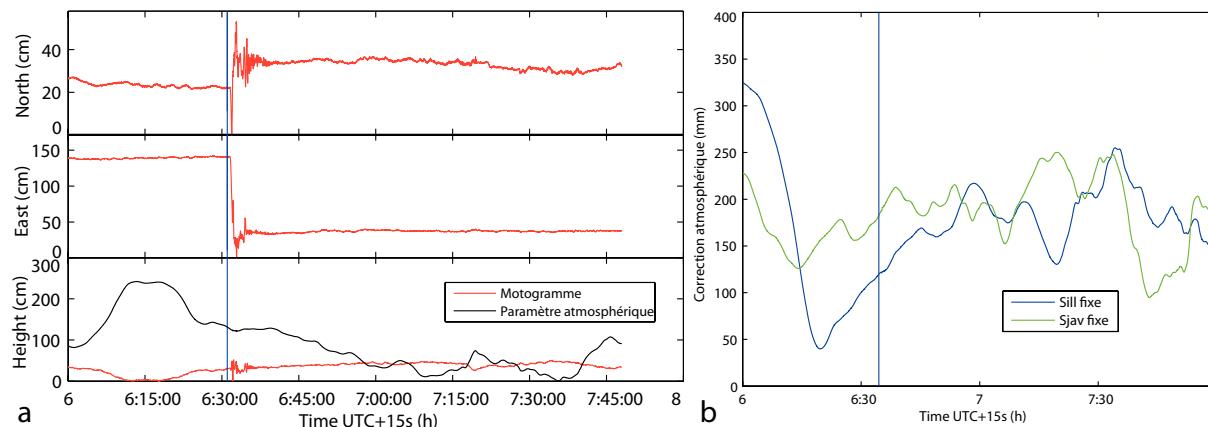 40
20
0
North (cm)
150
100
50
0
East (cm)
300
200
100
0
Height (cm)
Motogramme
Paramètre atmosphérique
6 6:15:00 6:30:00 6:45:00 7:00:00 7:15:00 7:30:00 7:45:00 8
Time UTC+15s (h)
a
400
350
300
250
200
150
100
50
0
Correction atmosphérique (mm)
Sill fixe
Sjav fixe
6 6:30 7 7:30
Time UTC+15s (h)
b